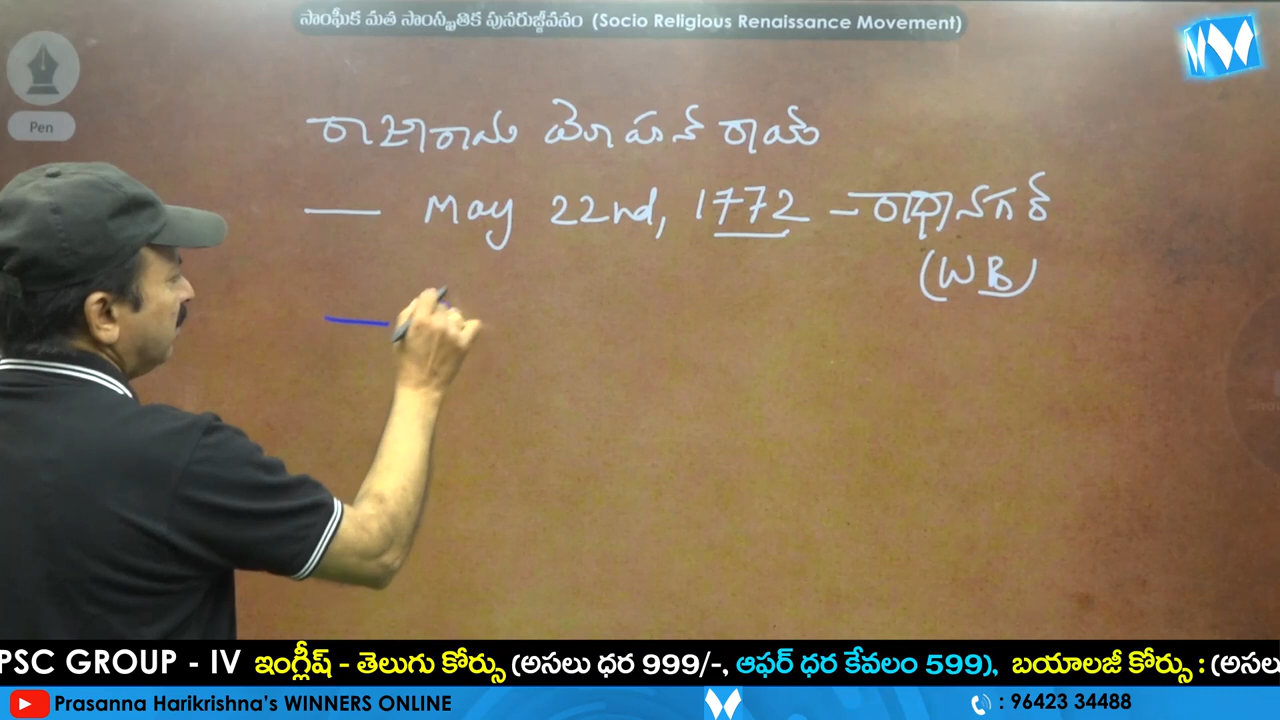 సాంఘీక మత సాంస్కృతిక పునరుజ్జీవనం (Socio Religious Renaissance Movement)
Pen
రాజారామ మోహన్ రాయ్
— May 22nd, 1772 – రాధానగర్
(WB)
PSC GROUP - IV ఇంగ్లీష్ - తెలుగు కోర్సు (అసలు ధర 999/-, ఆఫర్ ధర కేవలం 599), బయాలజీ కోర్సు : (అసలు
Prasanna Harikrishna's WINNERS ONLINE : 96423 34488